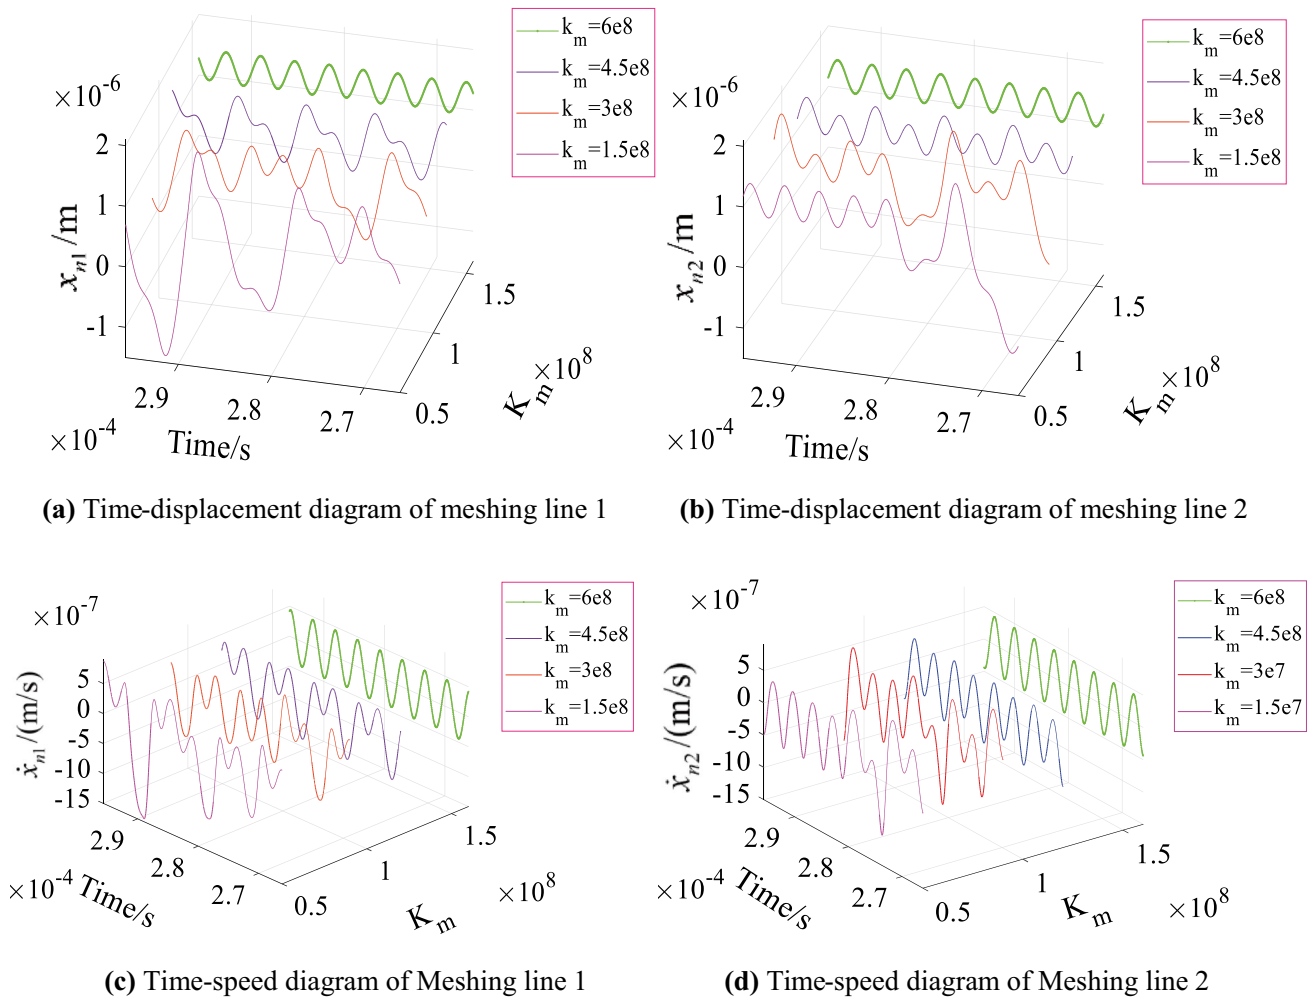 k_m=6e8
k_m=4.5e8
k_m=3e8
k_m=1.5e8
×10^-6
2
1
0
-1
x_n1/m
2.9
2.8
2.7
×10^-4
Time/s
0.5
1
1.5
K_m ×10^8
(a) Time-displacement diagram of meshing line 1
k_m=6e8
k_m=4.5e8
k_m=3e8
k_m=1.5e8
×10^-6
2
1
0
-1
x_n2/m
2.9
2.8
2.7
×10^-4
Time/s
0.5
1
1.5
K_m ×10^8
(b) Time-displacement diagram of meshing line 2
k_m=6e8
k_m=4.5e8
k_m=3e8
k_m=1.5e8
×10^-7
5
0
-5
-10
-15
ẋ_n1/(m/s)
2.9
2.8
2.7
×10^-4 Time/s
0.5
1
1.5
K_m
×10^8
(c) Time-speed diagram of Meshing line 1
k_m=6e8
k_m=4.5e8
k_m=3e7
k_m=1.5e7
×10^-7
5
0
-5
-10
-15
ẋ_n2/(m/s)
2.9
2.8
2.7
×10^-4 Time/s
0.5
1
1.5
K_m
×10^8
(d) Time-speed diagram of Meshing line 2